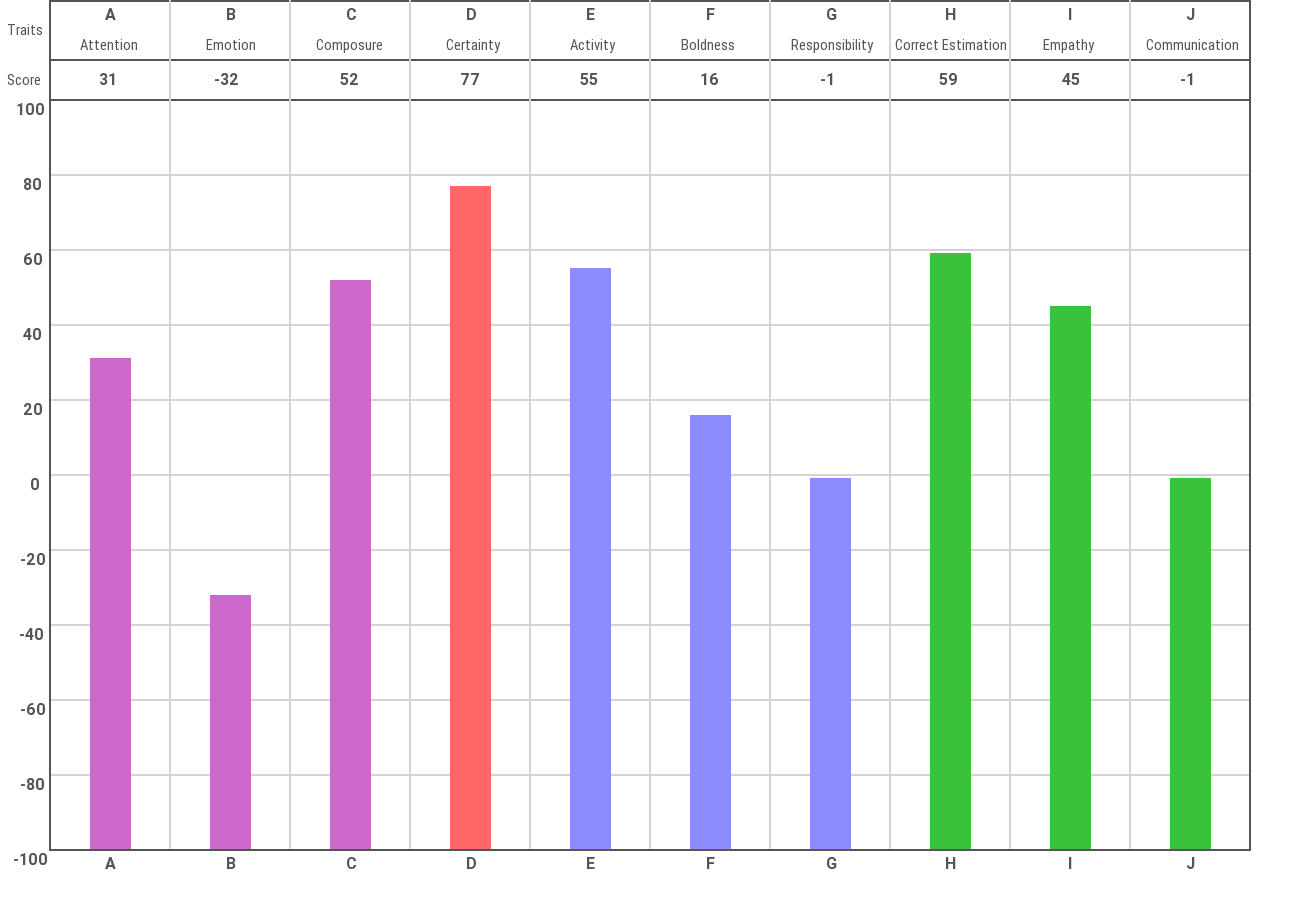 A B C D E F G H I J
Traits
Attention Emotion Composure Certainty Activity Boldness Responsibility Correct Estimation Empathy Communication
Score 31 -32 52 77 55 16 -1 59 45 -1
100
80
60
40
20
0
-20
-40
-60
-80
-100
A B C D E F G H I J